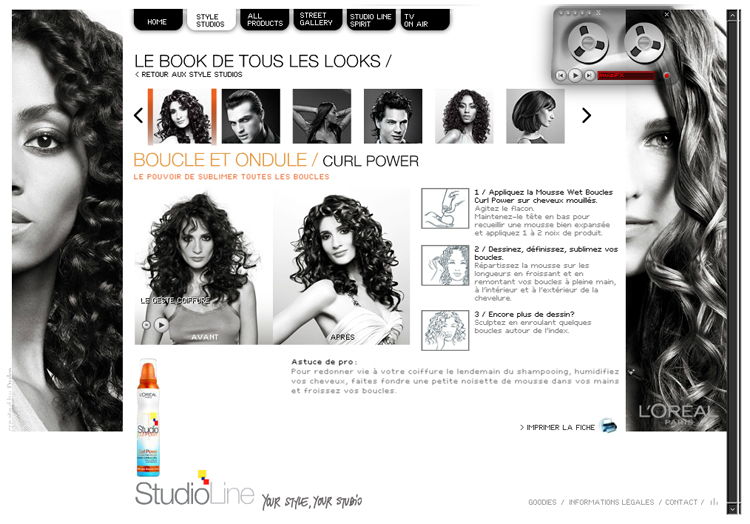 HOME
STYLE
STUDIOS
ALL
PRODUCTS
STREET
GALLERY
STUDIO LINE
SPIRIT
TV
ON AIR
LE BOOK DE TOUS LES LOOKS /
< RETOUR AUX STYLE STUDIOS
BOUCLE ET ONDULE / CURL POWER
LE POUVOIR DE SUBLIMER TOUTES LES BOUCLES
LE GESTE COIFFURE
AVANT
APRÈS
1 / Appliquez la Mousse Wet Boucles
Curl Power sur cheveux mouillés.
Agitez le flacon.
Maintenez-le tête en bas pour
recueillir une mousse bien expansée
et appliquez 1 à 2 noix de produit.
2 / Dessinez, définissez, sublimez vos
boucles.
Répartissez la mousse sur les
longueurs en froissant et en
remontant vos boucles à pleine main,
à l'intérieur et à l'extérieur de la
chevelure.
3 / Encore plus de dessin?
Sculptez en enroulant quelques
boucles autour de l'index.
Astuce de pro :
Pour redonner vie à votre coiffure le lendemain du shampooing, humidifiez
vos cheveux, faites fondre une petite noisette de mousse dans vos mains
et froissez vos boucles.
L'ORÉAL
Studio
> IMPRIMER LA FICHE
L'ORÉAL
PARIS
StudioLine YOUR STYLE, YOUR STUDIO
GOODIES / INFORMATIONS LÉGALES / CONTACT /